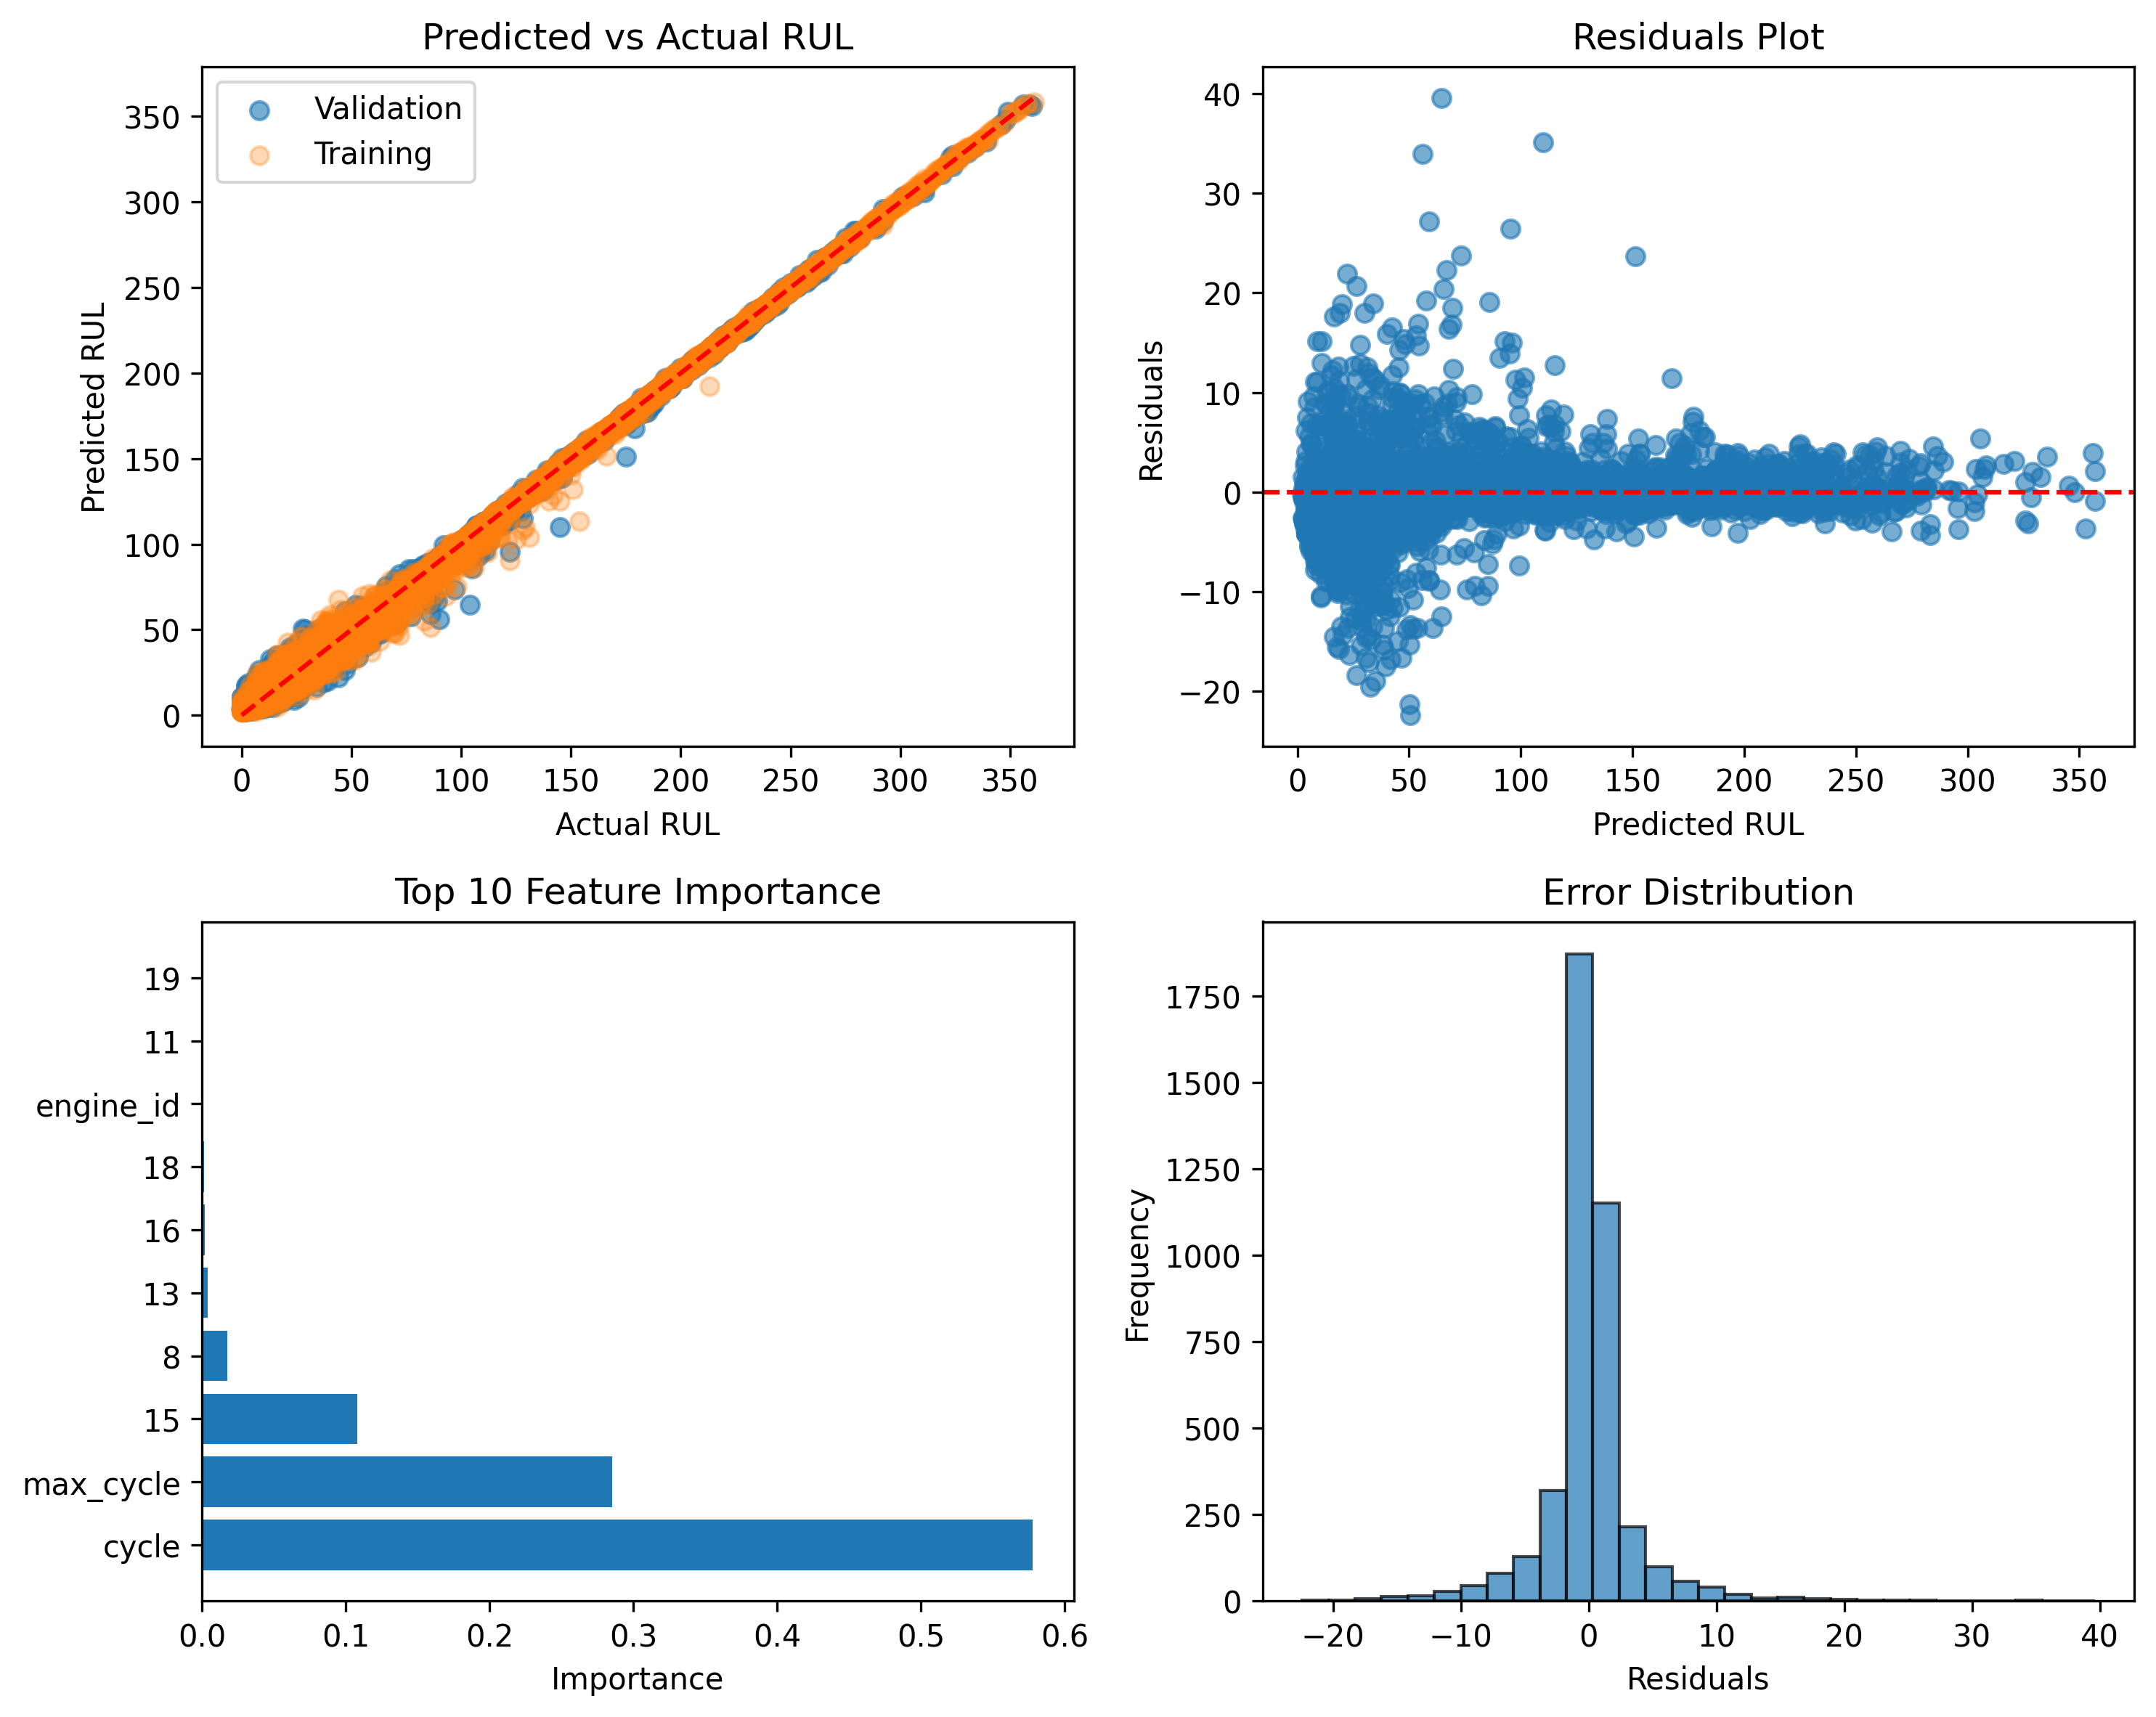 Predicted vs Actual RUL
Validation
Training
350
300
250
200
150
100
50
0
Predicted RUL
0 50 100 150 200 250 300 350
Actual RUL
Residuals Plot
40
30
20
10
0
−10
−20
Residuals
0 50 100 150 200 250 300 350
Predicted RUL
Top 10 Feature Importance
19
11
engine_id
18
16
13
8
15
max_cycle
cycle
0.0 0.1 0.2 0.3 0.4 0.5 0.6
Importance
Error Distribution
1750
1500
1250
1000
750
500
250
0
Frequency
−20 −10 0 10 20 30 40
Residuals